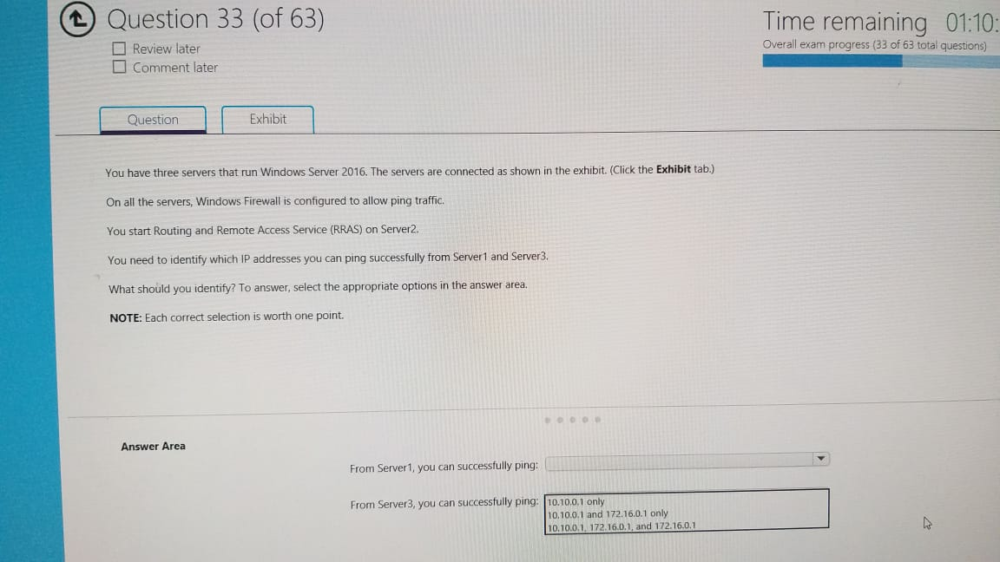 Question 33 (of 63)
Review later
Comment later
Time remaining 01:10:
Overall exam progress (33 of 63 total questions)
Question
Exhibit
You have three servers that run Windows Server 2016. The servers are connected as shown in the exhibit. (Click the Exhibit tab.)
On all the servers, Windows Firewall is configured to allow ping traffic.
You start Routing and Remote Access Service (RRAS) on Server2.
You need to identify which IP addresses you can ping successfully from Server1 and Server3.
What should you identify? To answer, select the appropriate options in the answer area.
NOTE: Each correct selection is worth one point.
Answer Area
From Server1, you can successfully ping:
From Server3, you can successfully ping:
10.10.0.1 only
10.10.0.1 and 172.16.0.1 only
10.10.0.1, 172.16.0.1, and 172.16.0.1